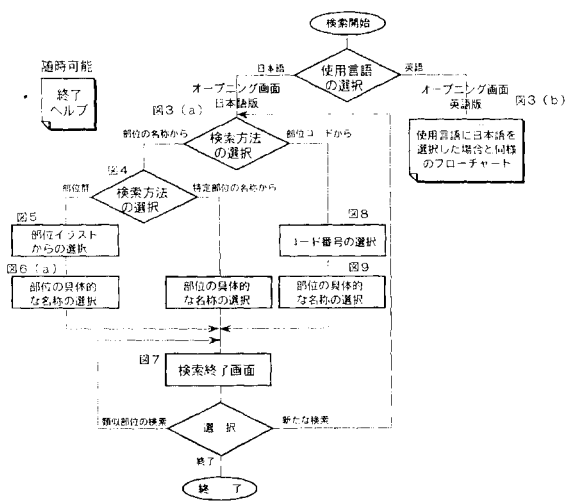 検索開始
随時可能
終了
ヘルプ
日本語
使用言語
の選択
英語
オープニング画面
日本語版
オープニング画面
英語版
図3(a)
図3(b)
部位の名称から
検索方法
の選択
部位コードから
使用言語に日本語を
選択した場合と同様
のフローチャート
図4
部位群
検索方法
の選択
特定部位の名称から
図5
部位イラスト
からの選択
図8
コード番号の選択
図6(a)
部位の具体的
な名称の選択
部位の具体的
な名称の選択
図9
部位の具体的
な名称の選択
図7
検索終了画面
類似部位の検索
選 択
新たな検索
終了
終 了